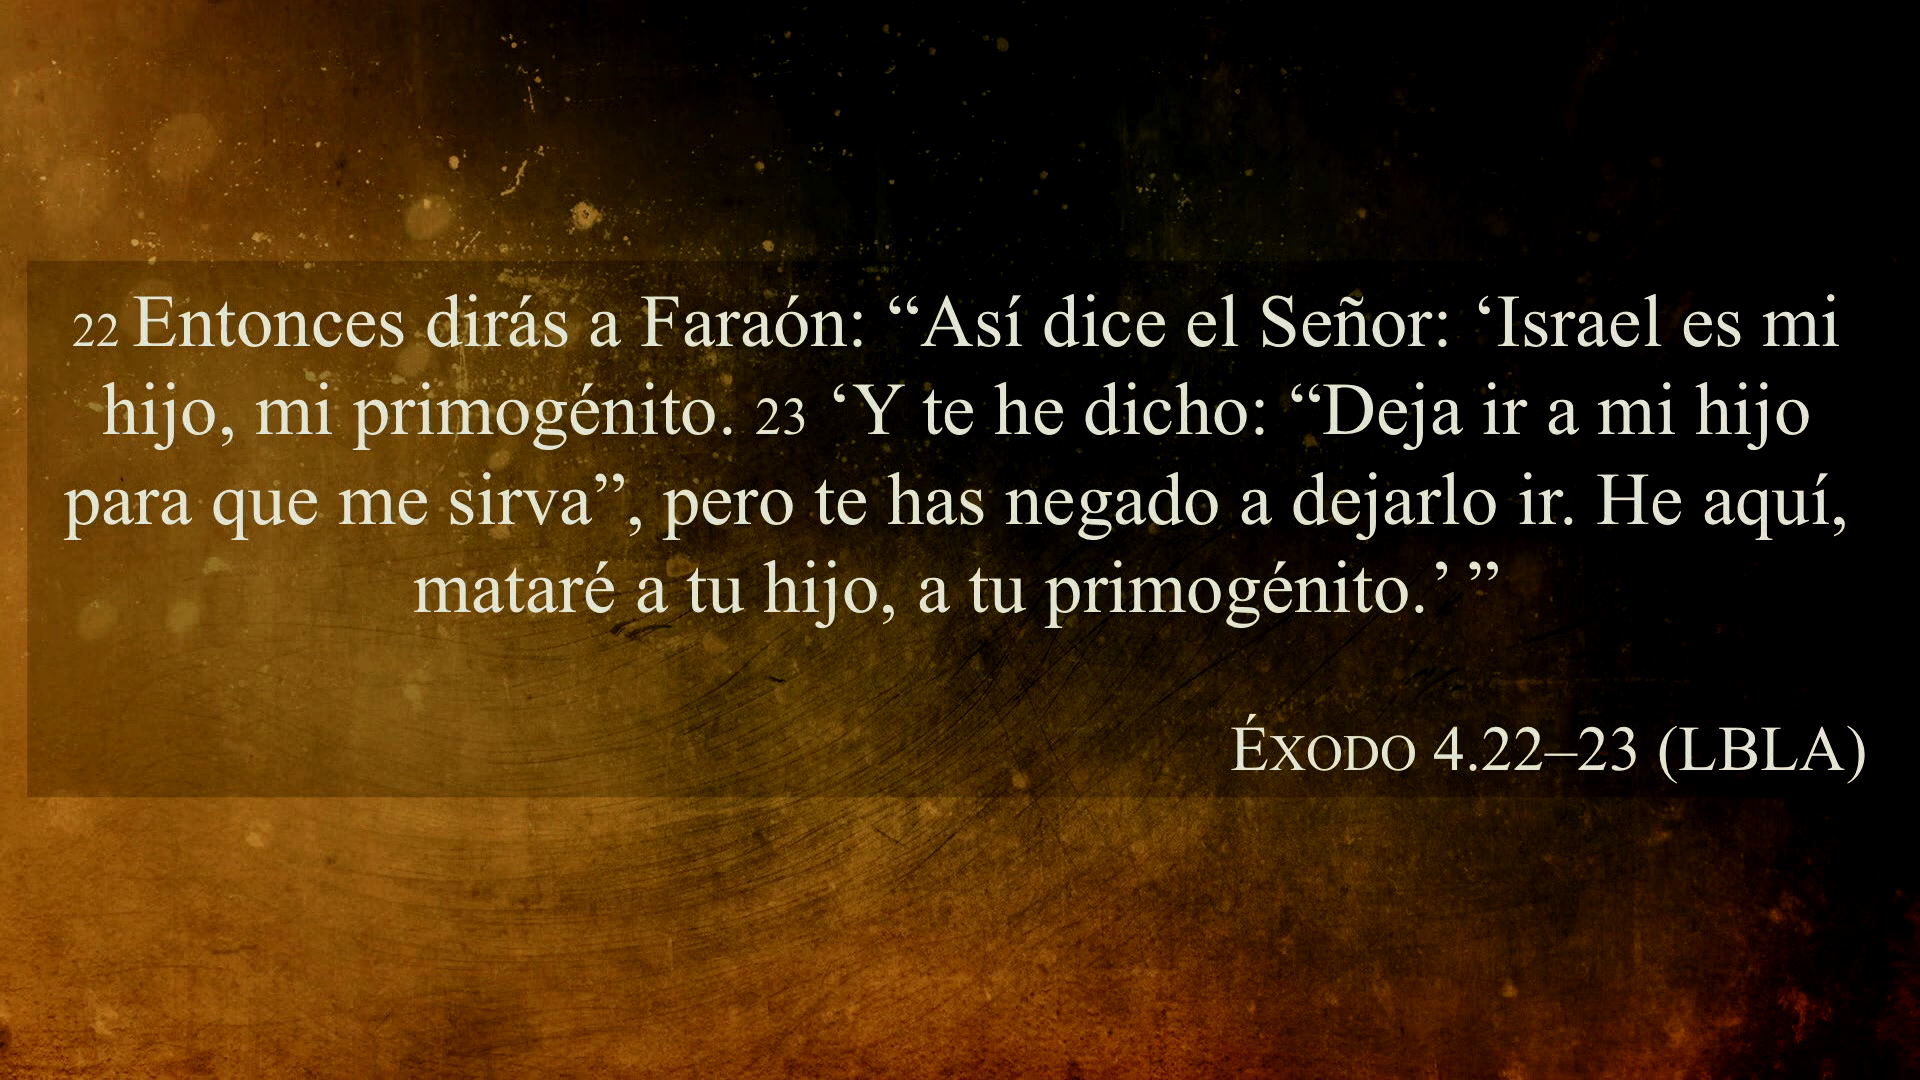 22 Entonces dirás a Faraón: “Así dice el Señor: ‘Israel es mi
hijo, mi primogénito. 23 ‘Y te he dicho: “Deja ir a mi hijo
para que me sirva”, pero te has negado a dejarlo ir. He aquí,
mataré a tu hijo, a tu primogénito.’ ”
Éxodo 4.22–23 (LBLA)